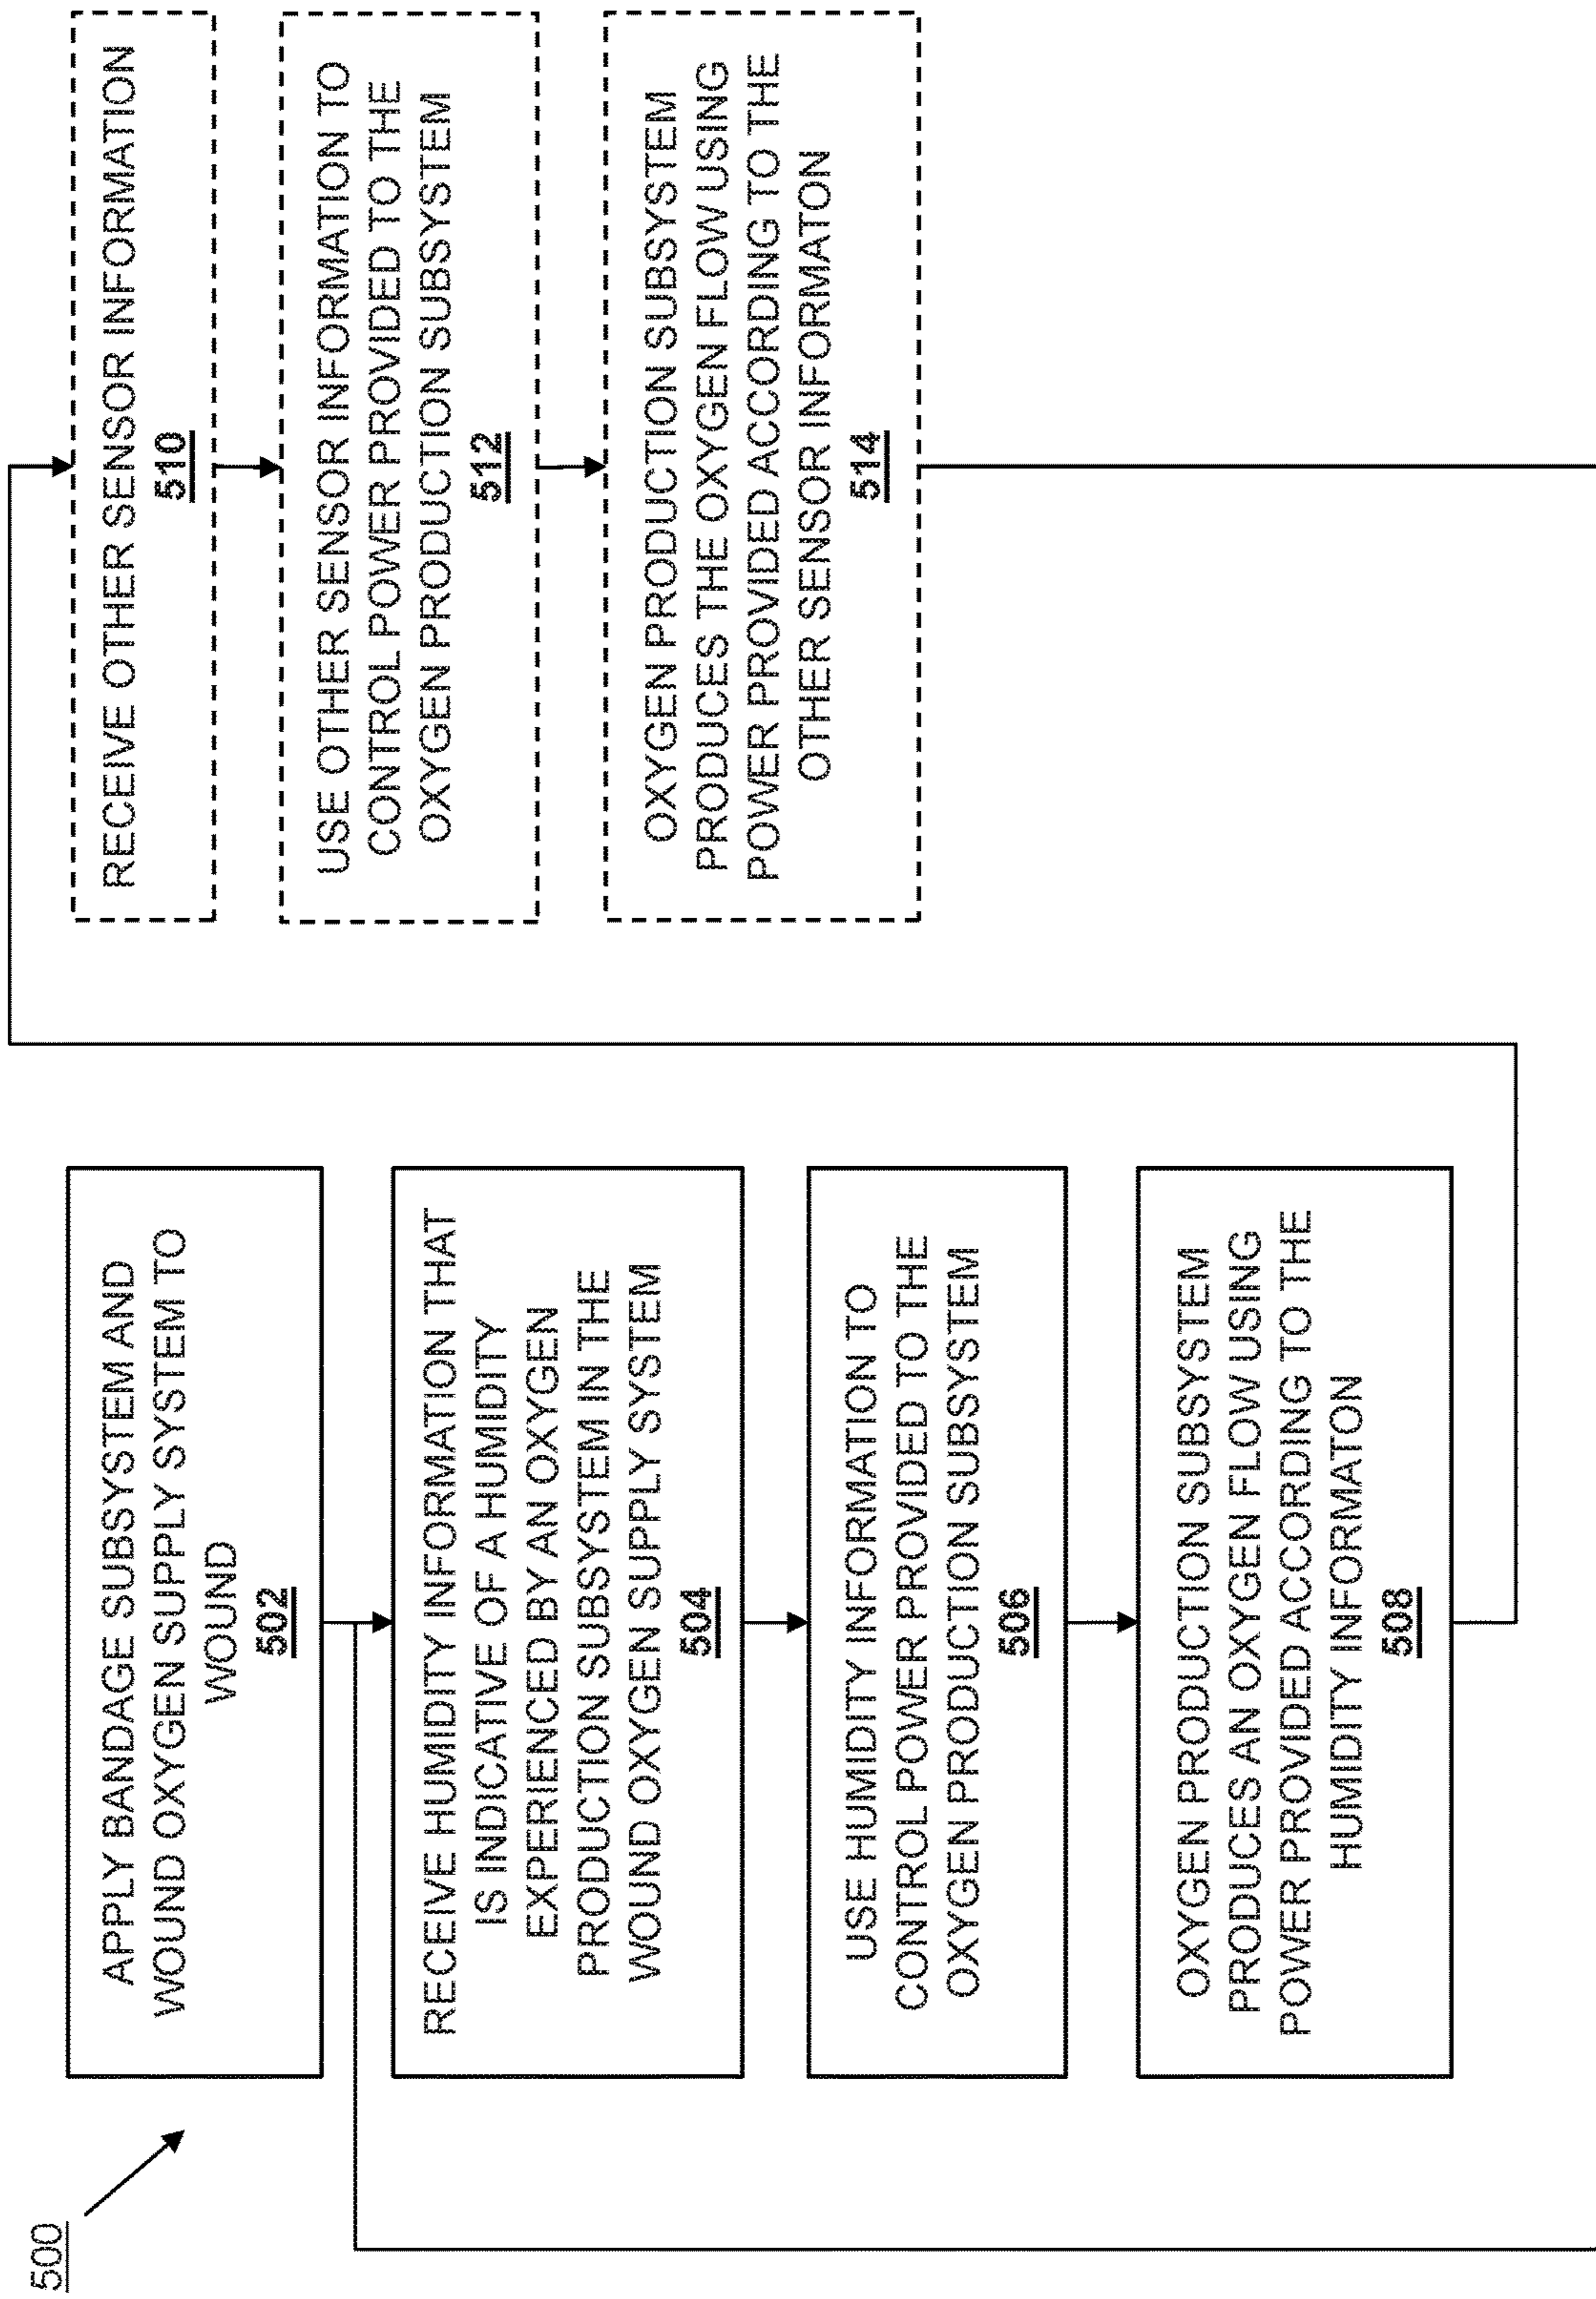 500
APPLY BANDAGE SUBSYSTEM AND
WOUND OXYGEN SUPPLY SYSTEM TO
WOUND
502
RECEIVE HUMIDITY INFORMATION THAT
IS INDICATIVE OF A HUMIDITY
EXPERIENCED BY AN OXYGEN
PRODUCTION SUBSYSTEM IN THE
WOUND OXYGEN SUPPLY SYSTEM
504
USE HUMIDITY INFORMATION TO
CONTROL POWER PROVIDED TO THE
OXYGEN PRODUCTION SUBSYSTEM
506
OXYGEN PRODUCTION SUBSYSTEM
PRODUCES AN OXYGEN FLOW USING
POWER PROVIDED ACCORDING TO THE
HUMIDITY INFORMATON
508
RECEIVE OTHER SENSOR INFORMATION
510
USE OTHER SENSOR INFORMATION TO
CONTROL POWER PROVIDED TO THE
OXYGEN PRODUCTION SUBSYSTEM
512
OXYGEN PRODUCTION SUBSYSTEM
PRODUCES THE OXYGEN FLOW USING
POWER PROVIDED ACCORDING TO THE
OTHER SENSOR INFORMATON
514